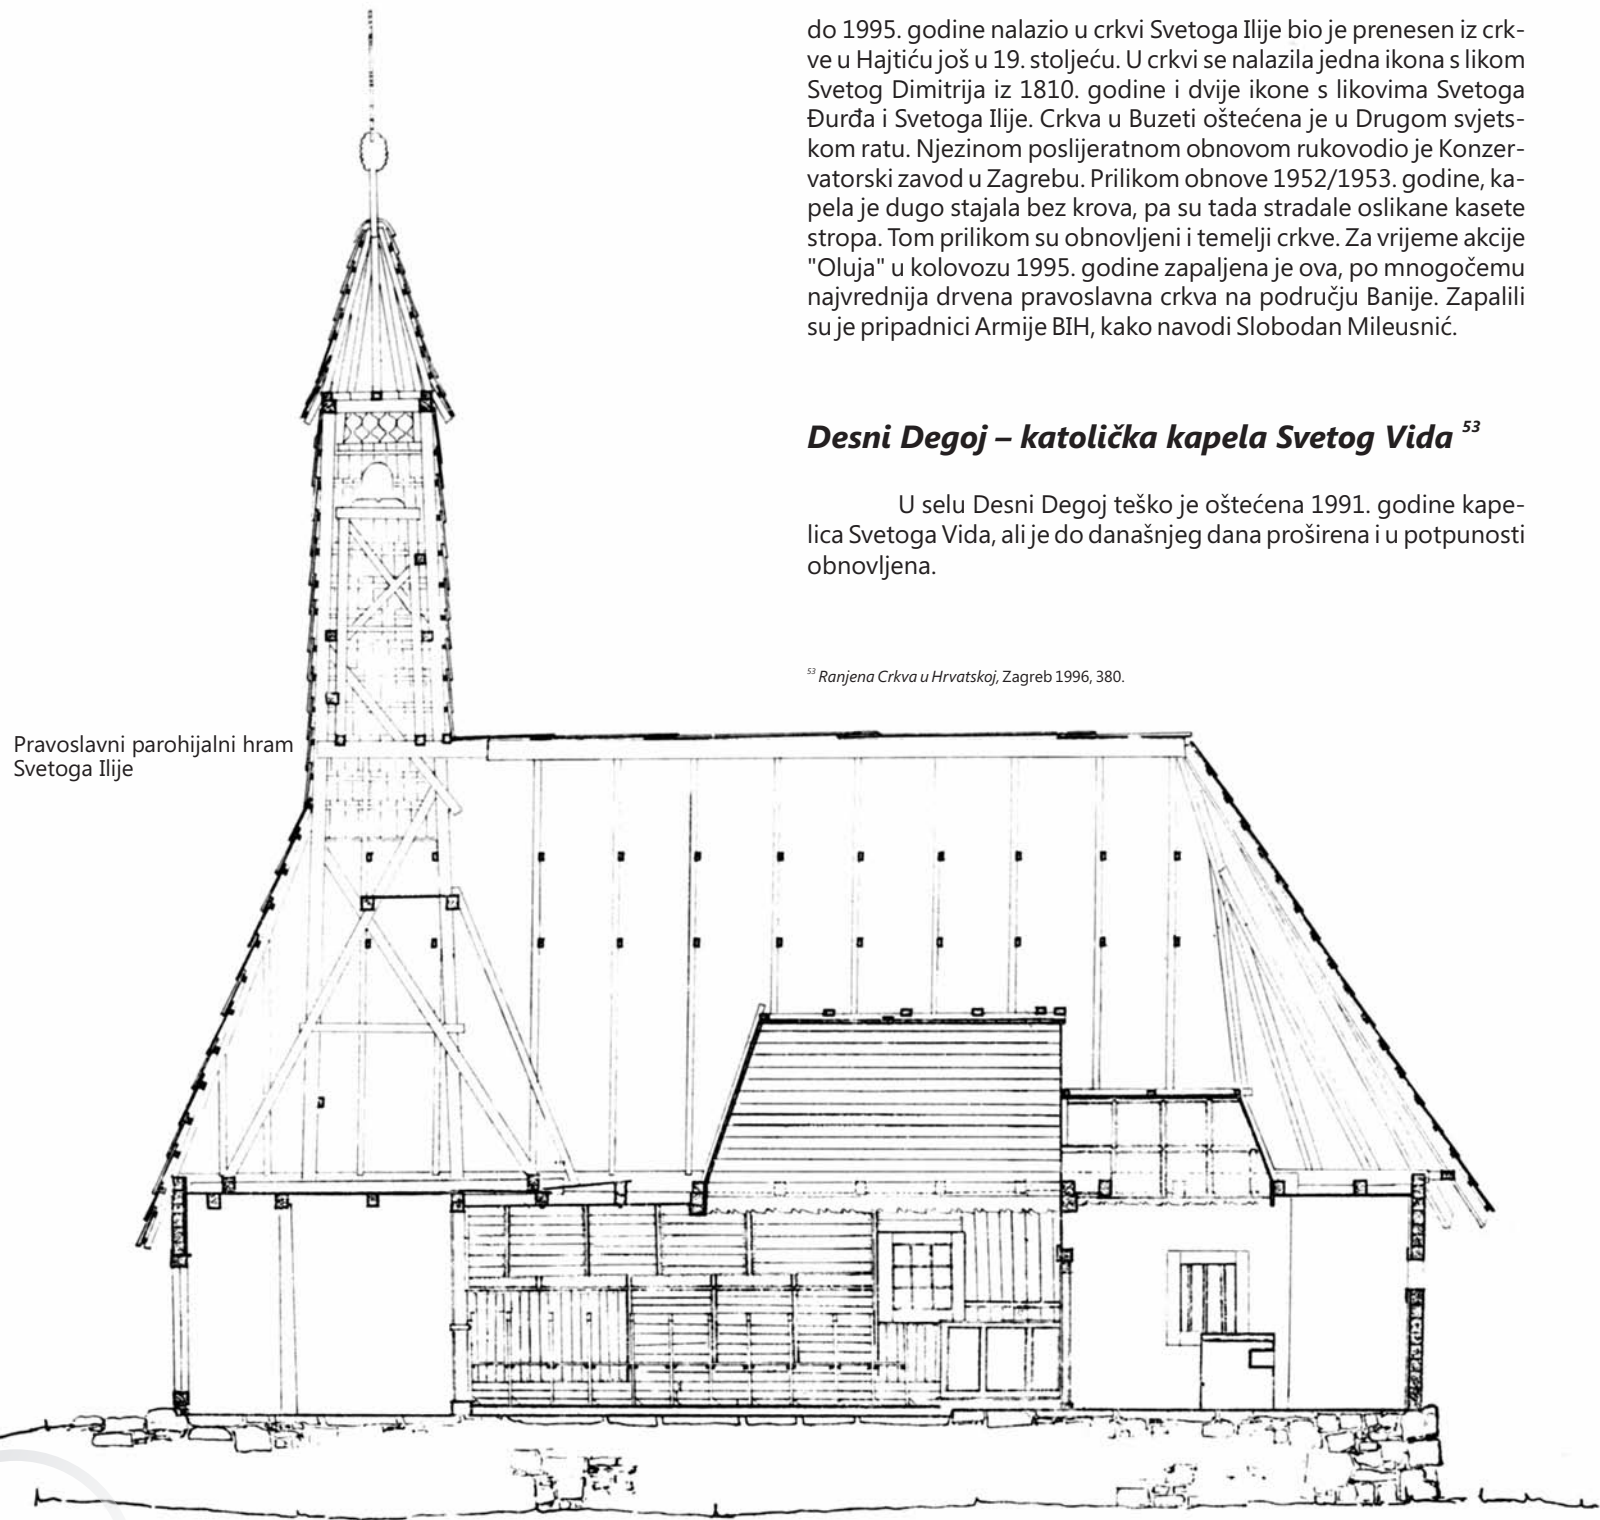 do 1995. godine nalazio u crkvi Svetoga Ilije bio je prenesen iz crk-
ve u Hajtiću još u 19. stoljeću. U crkvi se nalazila jedna ikona s likom
Svetog Dimitrija iz 1810. godine i dvije ikone s likovima Svetoga
Đurđa i Svetoga Ilije. Crkva u Buzeti oštećena je u Drugom svjets-
kom ratu. Njezinom poslijeratnom obnovom rukovodio je Konzer-
vatorski zavod u Zagrebu. Prilikom obnove 1952/1953. godine, ka-
pela je dugo stajala bez krova, pa su tada stradale oslikane kasete
stropa. Tom prilikom su obnovljeni i temelji crkve. Za vrijeme akcije
"Oluja" u kolovozu 1995. godine zapaljena je ova, po mnogočemu
najvrednija drvena pravoslavna crkva na području Banije. Zapalili
su je pripadnici Armije BIH, kako navodi Slobodan Mileusnić.
Desni Degoj – katolička kapela Svetog Vida 53
U selu Desni Degoj teško je oštećena 1991. godine kape-
lica Svetoga Vida, ali je do današnjeg dana proširena i u potpunosti
obnovljena.
53 Ranjena Crkva u Hrvatskoj, Zagreb 1996, 380.
Pravoslavni parohijalni hram
Svetoga Ilije